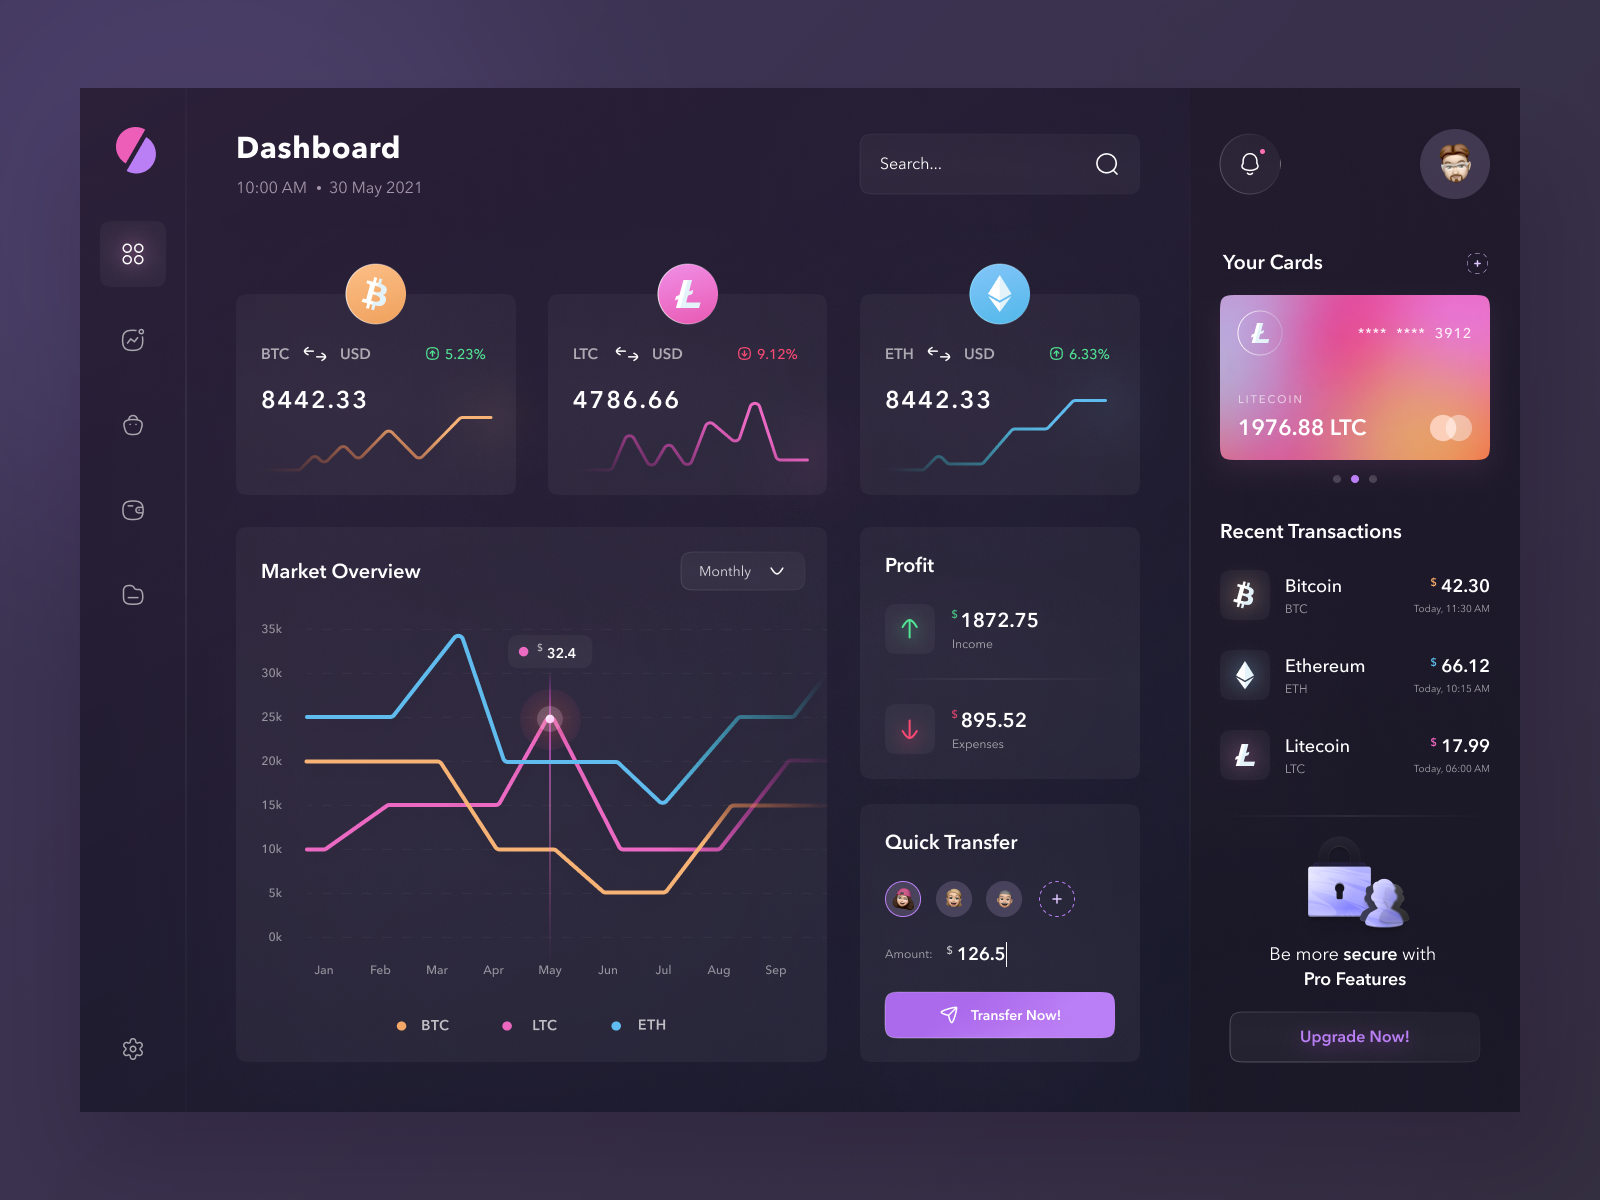 Dashboard
10:00 AM • 30 May 2021
Search...
BTC USD 5.23%
8442.33
LTC USD 9.12%
4786.66
ETH USD 6.33%
8442.33
Market Overview
Monthly
35k
30k
25k
20k
15k
10k
5k
0k
$ 32.4
Jan Feb Mar Apr May Jun Jul Aug Sep
BTC LTC ETH
Profit
$ 1872.75
Income
$ 895.52
Expenses
Quick Transfer
Amount: $ 126.5
Transfer Now!
Your Cards
**** **** 3912
LITECOIN
1976.88 LTC
Recent Transactions
Bitcoin $ 42.30
BTC Today, 11:30 AM
Ethereum $ 66.12
ETH Today, 10:15 AM
Litecoin $ 17.99
LTC Today, 06:00 AM
Be more secure with
Pro Features
Upgrade Now!